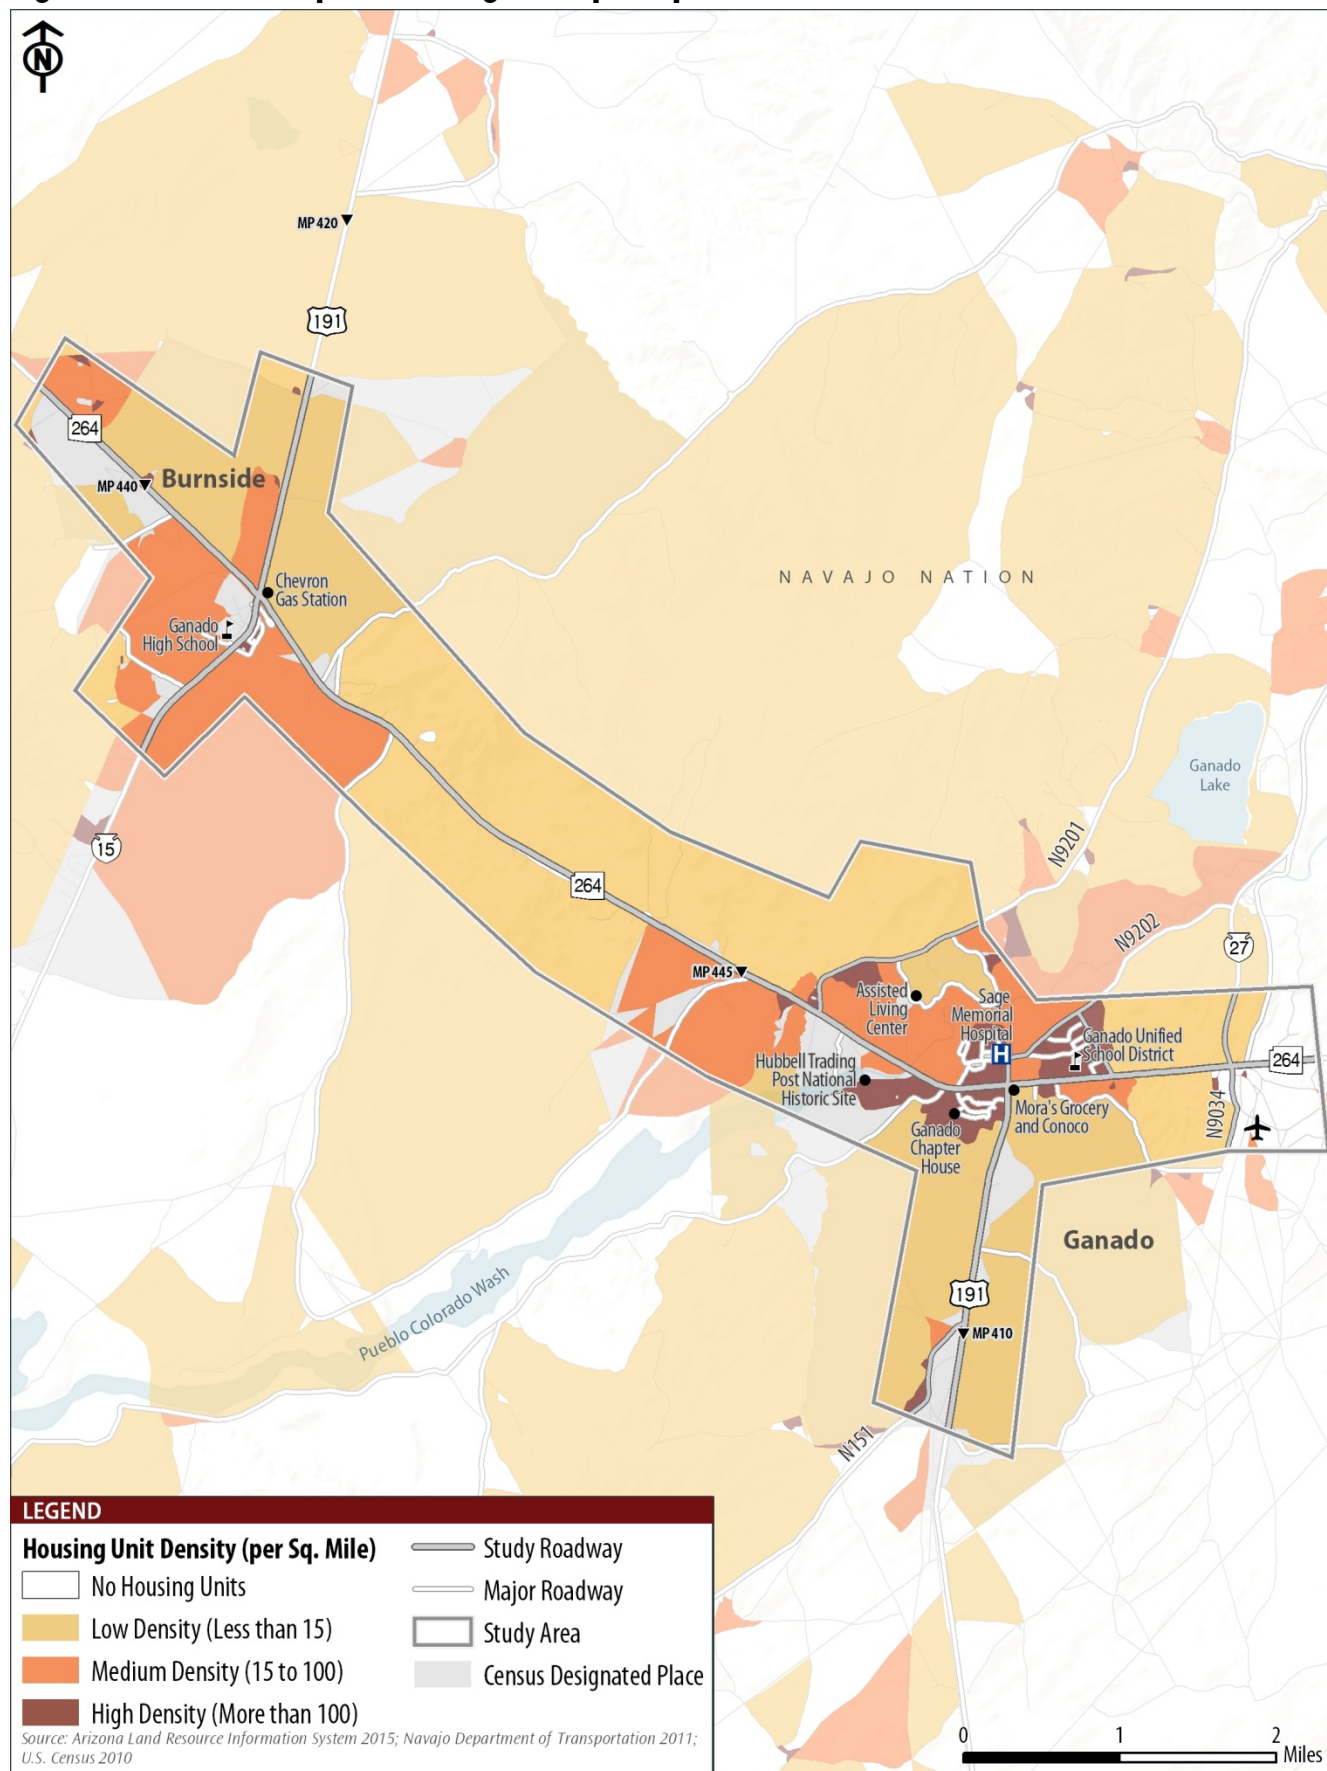 N
MP 420
191
264
Burnside
MP 440
NAVAJO NATION
Chevron
Gas Station
Ganado
High School
Ganado
Lake
15
N9201
264
N9202
27
MP 445
Assisted
Living
Center
Sage
Memorial
Hospital
H
Ganado Unified
School District
264
Hubbell Trading
Post National
Historic Site
Mora's Grocery
and Conoco
N9034
Ganado
Chapter
House
Ganado
191
Pueblo Colorado Wash
MP 410
N151
LEGEND
Housing Unit Density (per Sq. Mile)
No Housing Units
Low Density (Less than 15)
Medium Density (15 to 100)
High Density (More than 100)
Study Roadway
Major Roadway
Study Area
Census Designated Place
Source: Arizona Land Resource Information System 2015; Navajo Department of Transportation 2011;
U.S. Census 2010
0 1 2
Miles